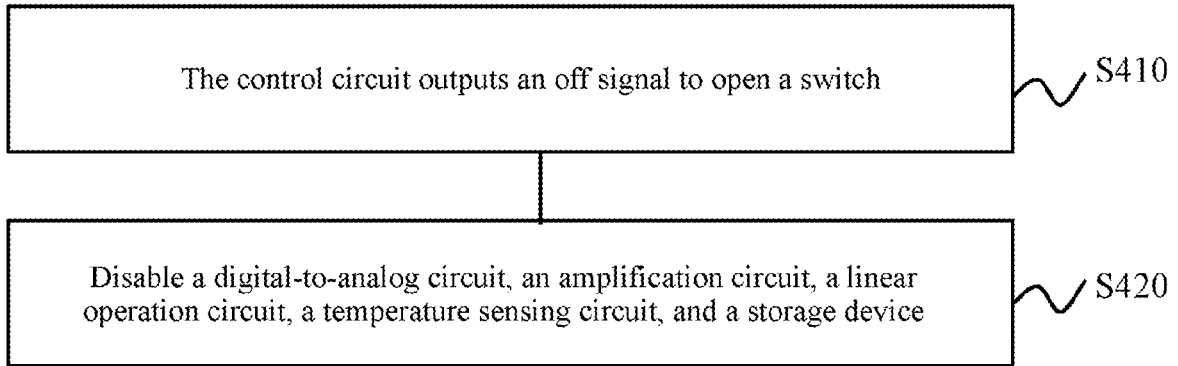 The control circuit outputs an off signal to open a switch
S410
Disable a digital-to-analog circuit, an amplification circuit, a linear
operation circuit, a temperature sensing circuit, and a storage device
S420